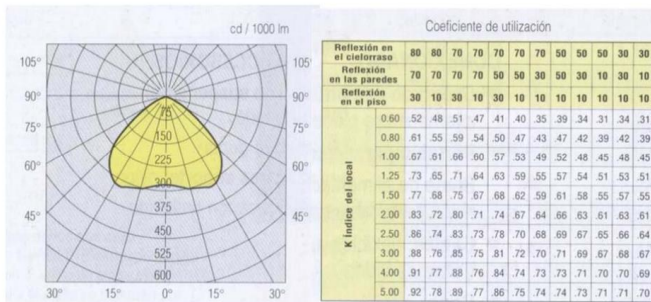 cd / 1000 lm
105° 105
90° 90°
75° 75°
60° 60°
45° 45°
75
150
225
300
375
450
525
600
30° 15° 0° 15° 30°
Coeficiente de utilización
Reflexión en el cielorraso 80 80 70 70 70 70 70 50 50 50 30 30
Reflexión en las paredes 70 70 70 70 50 50 30 50 30 10 30 10
Reflexión en el piso 30 10 30 10 30 10 10 10 10 10 10 10
K Indice del local
0.60 .52 .48 .51 .47 .41 .40 .35 .39 .34 .31 .34 .31
0.80 .61 .55 .59 .54 .50 .47 .43 .47 .42 .39 .42 .39
1.00 .67 .61 .66 .60 .57 .53 .49 .52 .48 .45 .48 .45
1.25 .73 .65 .71 .64 .63 .59 .55 .57 .54 .51 .53 .51
1.50 .77 .68 .75 .67 .68 .62 .59 .61 .58 .55 .57 .55
2.00 .83 .72 .80 .71 .74 .67 .64 .66 .63 .61 .63 .61
2.50 .86 .74 .83 .73 .78 .70 .68 .69 .67 .65 .66 .64
3.00 .88 .76 .85 .75 .81 .72 .70 .71 .69 .67 .68 .67
4.00 .91 .77 .88 .76 .84 .74 .73 .73 .71 .70 .70 .69
5.00 .92 .78 .89 .77 .86 .75 .74 .74 .73 .71 .71 .70